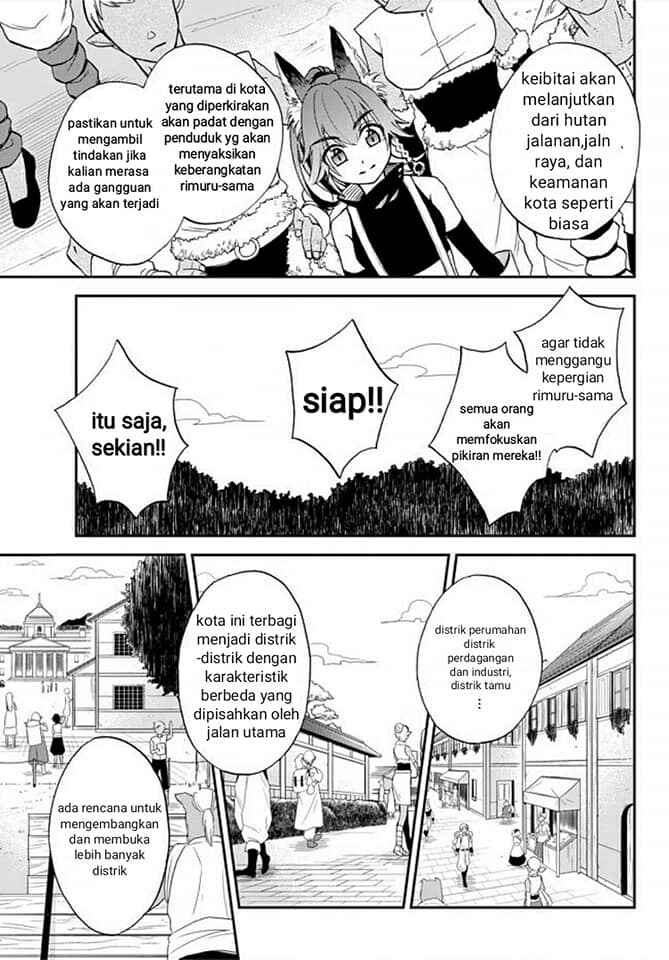 keibitai akan
melanjutkan
dari hutan
jalanan,jaln
raya, dan
keamanan
kota seperti
biasa
terutama di kota
yang diperkirakan
akan padat dengan
penduduk yg akan
menyaksikan
keberangkatan
rimuru-sama
pastikan untuk
mengambil
tindakan jika
kalian merasa
ada gangguan
yang akan terjadi
agar tidak
menggangu
kepergian
rimuru-sama
semua orang
akan
memfokuskan
pikiran mereka!!
siap!!
itu saja,
sekian!!
distrik perumahan
distrik
perdagangan
dan industri,
distrik tamu
...
kota ini terbagi
menjadi distrik
-distrik dengan
karakteristik
berbeda yang
dipisahkan oleh
jalan utama
ada rencana untuk
mengembangkan
dan membuka
lebih banyak
distrik